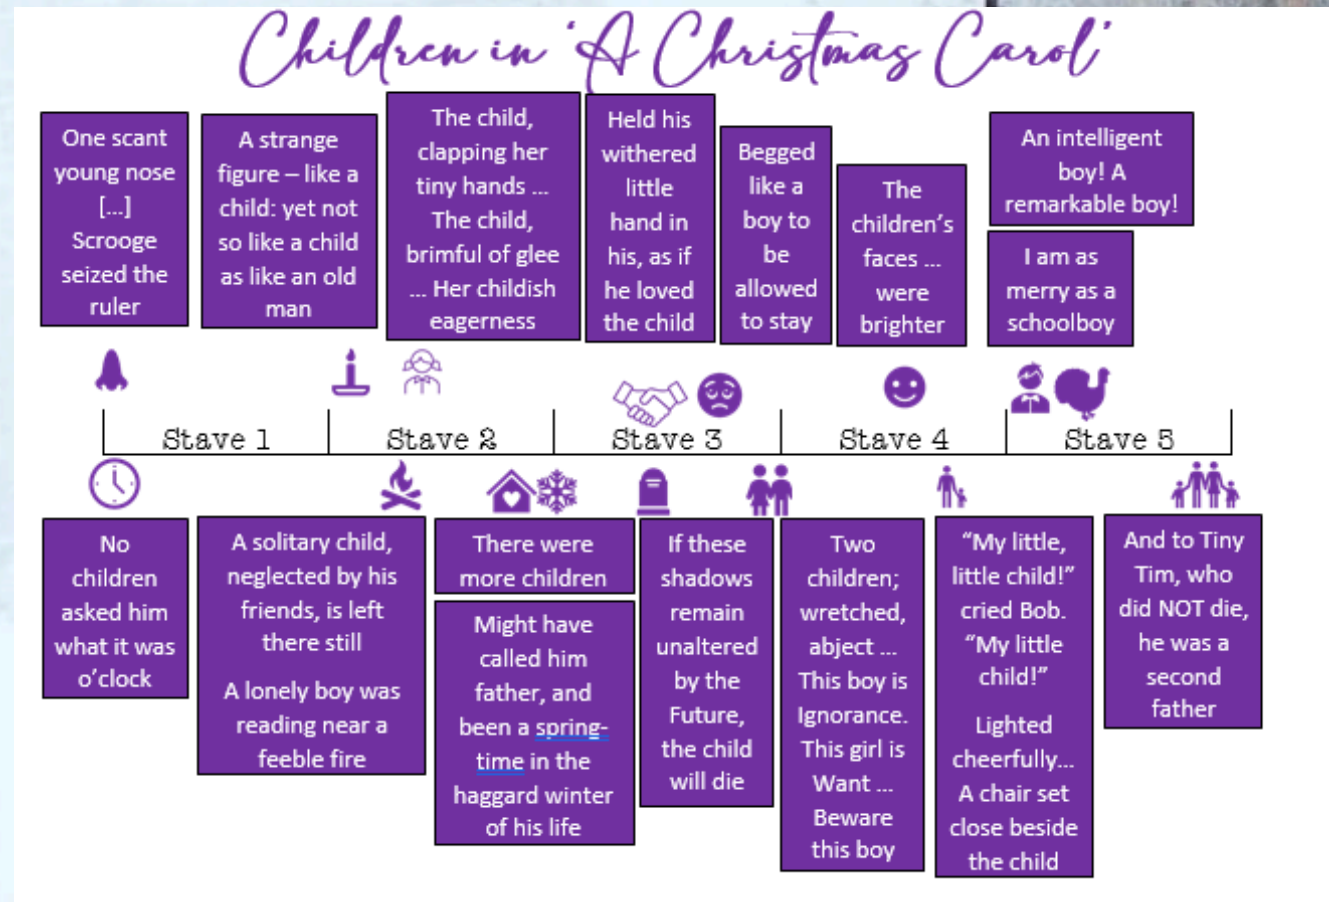 Children in ‘A Christmas Carol’
One scant
young nose
[...]
Scrooge
seized the
ruler
A strange
figure – like a
child: yet not
so like a child
as like an old
man
The child,
clapping her
tiny hands ...
The child,
brimful of glee
... Her childish
eagerness
Held his
withered
little
hand in
his, as if
he loved
the child
Begged
like a
boy to
be
allowed
to stay
The
children’s
faces ...
were
brighter
An intelligent
boy! A
remarkable boy!
I am as
merry as a
schoolboy
Stave 1
Stave 2
Stave 3
Stave 4
Stave 5
No
children
asked him
what it was
o’clock
A solitary child,
neglected by his
friends, is left
there still
A lonely boy was
reading near a
feeble fire
There were
more children
Might have
called him
father, and
been a spring-
time in the
haggard winter
of his life
If these
shadows
remain
unaltered
by the
Future,
the child
will die
Two
children;
wretched,
abject ...
This boy is
Ignorance.
This girl is
Want ...
Beware
this boy
“My little,
little child!”
cried Bob.
“My little
child!”
Lighted
cheerfully...
A chair set
close beside
the child
And to Tiny
Tim, who
did NOT die,
he was a
second
father